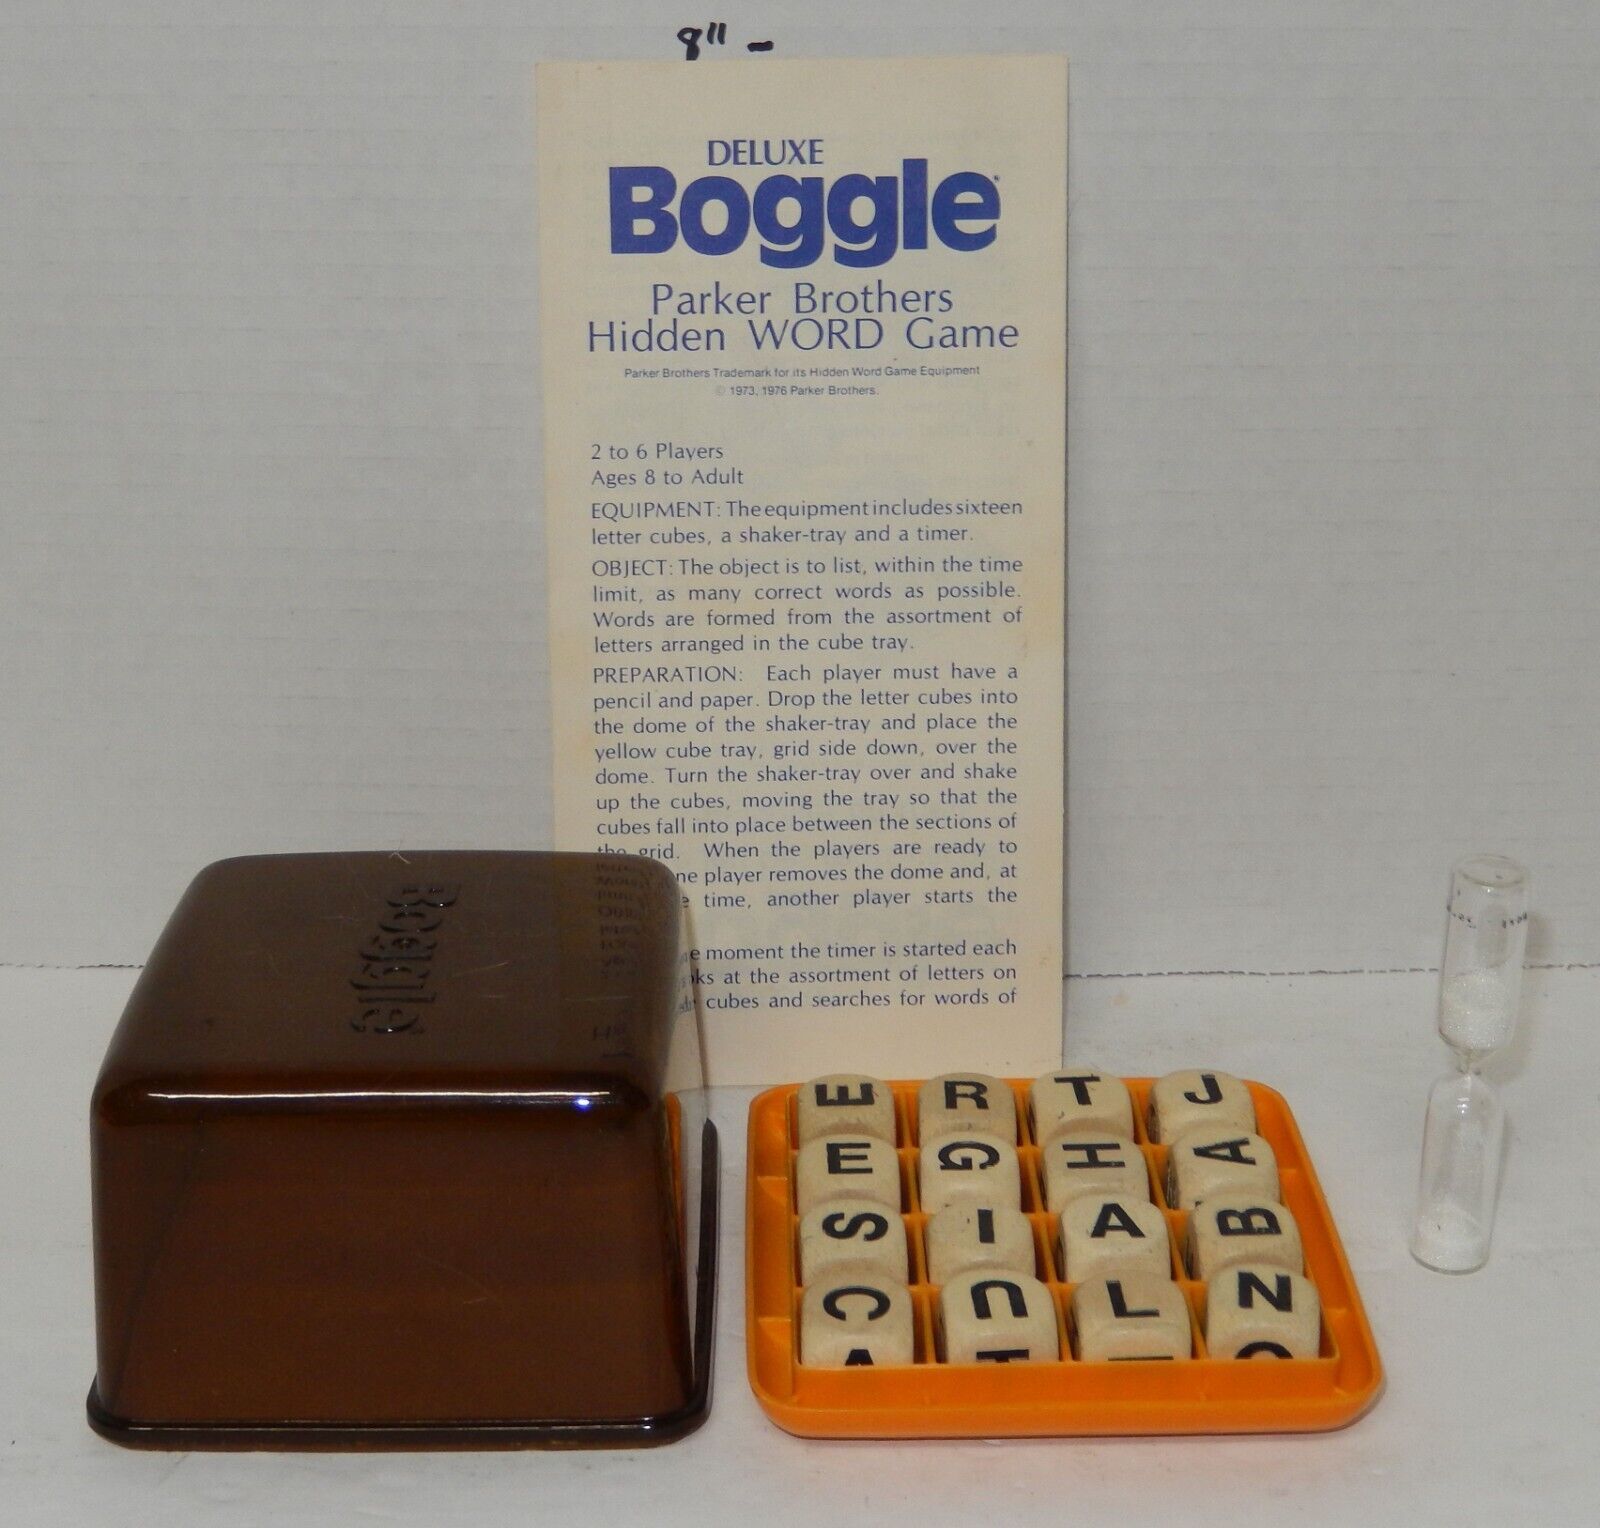 8" -
DELUXE
Boggle®
Parker Brothers
Hidden WORD Game
Parker Brothers Trademark for its Hidden Word Game Equipment
© 1973, 1976 Parker Brothers.
2 to 6 Players
Ages 8 to Adult
EQUIPMENT: The equipment includes sixteen
letter cubes, a shaker-tray and a timer.
OBJECT: The object is to list, within the time
limit, as many correct words as possible.
Words are formed from the assortment of
letters arranged in the cube tray.
PREPARATION: Each player must have a
pencil and paper. Drop the letter cubes into
the dome of the shaker-tray and place the
yellow cube tray, grid side down, over the
dome. Turn the shaker-tray over and shake
up the cubes, moving the tray so that the
cubes fall into place between the sections of
the grid. When the players are ready to
one player removes the dome and, at
time, another player starts the
moment the timer is started each
looks at the assortment of letters on
cubes and searches for words of
Boggle
E R T J
E G H A
S I A B
C U L N